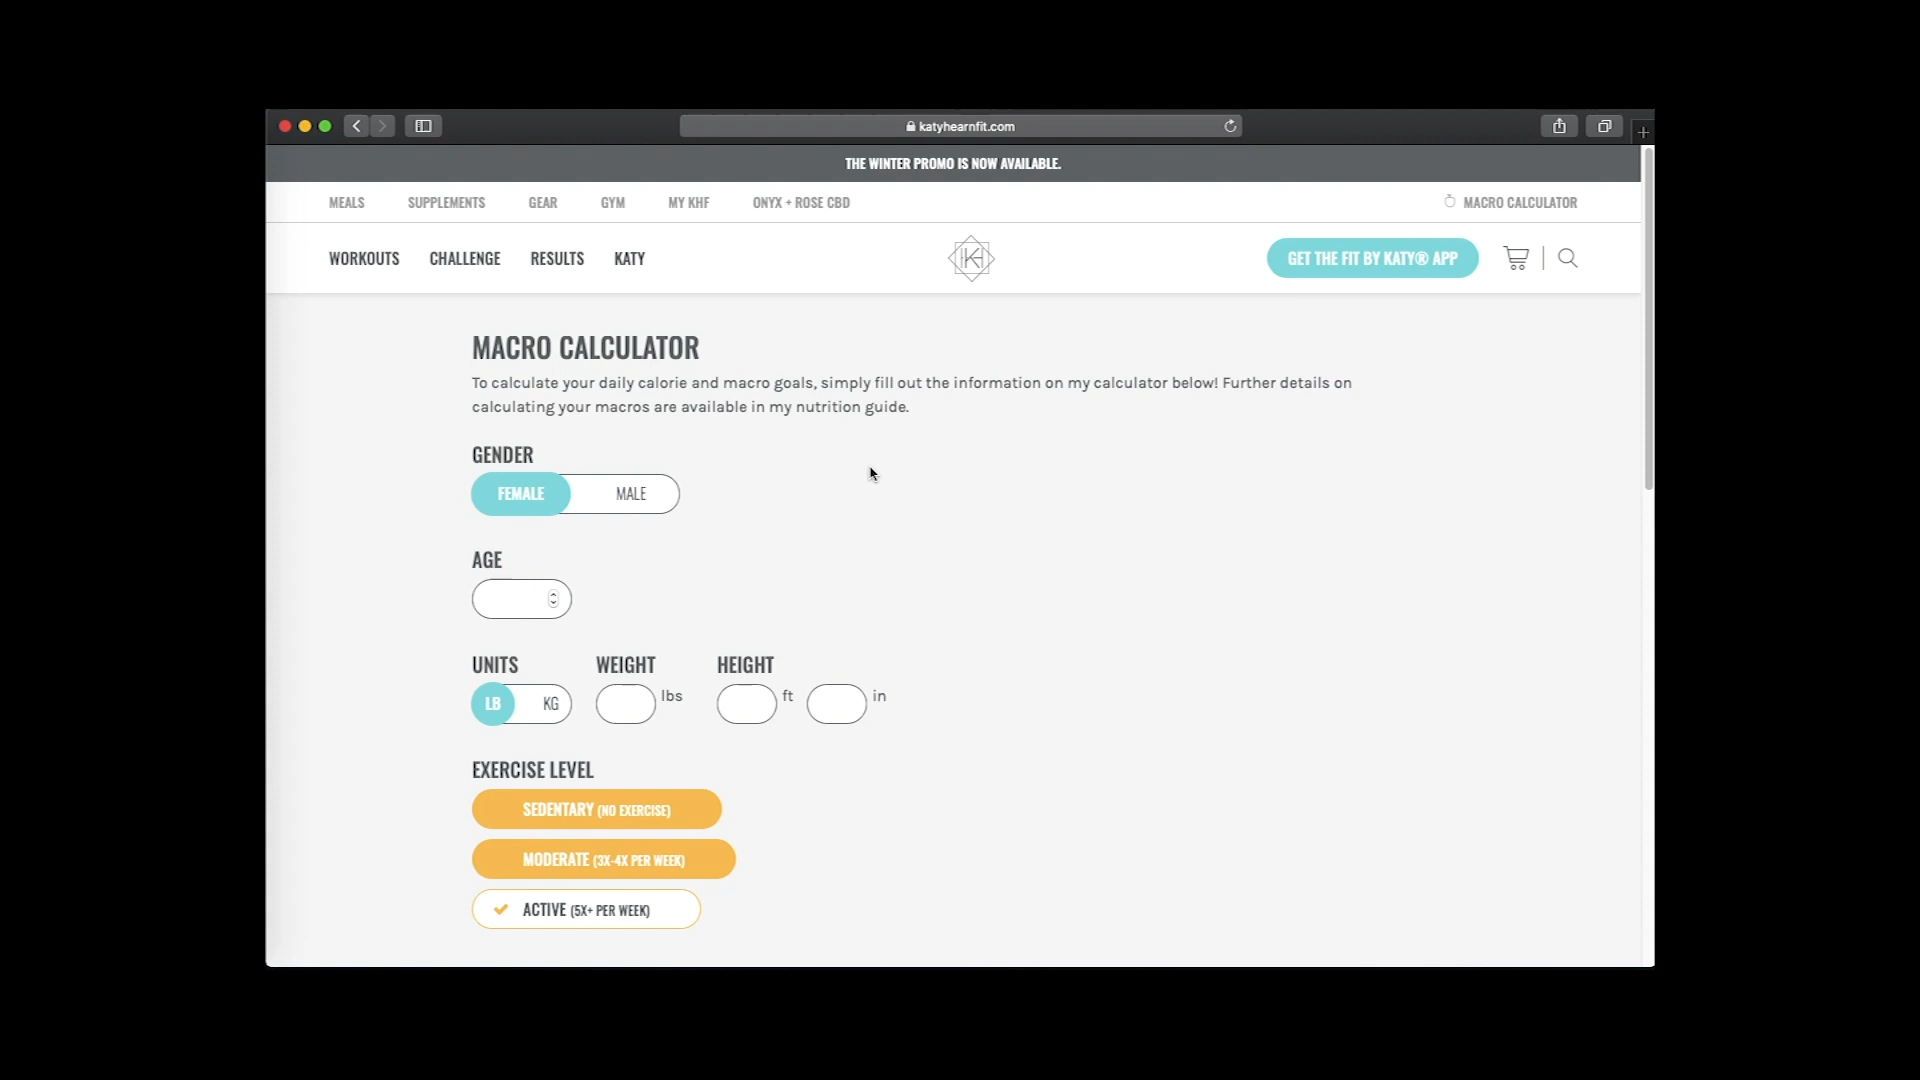 katyhearnfit.com
THE WINTER PROMO IS NOW AVAILABLE.
MEALS SUPPLEMENTS GEAR GYM MY KHF ONYX + ROSE CBD MACRO CALCULATOR
WORKOUTS CHALLENGE RESULTS KATY KH GET THE FIT BY KATY® APP
MACRO CALCULATOR
To calculate your daily calorie and macro goals, simply fill out the information on my calculator below! Further details on
calculating your macros are available in my nutrition guide.
GENDER
FEMALE MALE
AGE
UNITS WEIGHT HEIGHT
LB KG lbs ft in
EXERCISE LEVEL
SEDENTARY (NO EXERCISE)
MODERATE (3X-4X PER WEEK)
ACTIVE (5X+ PER WEEK)